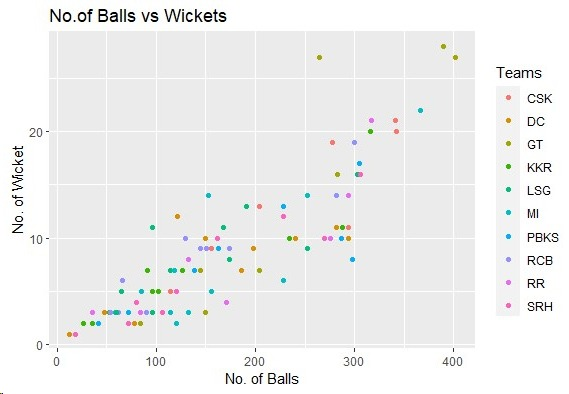 No.of Balls vs Wickets
No. of Wicket
20
10
0
0 100 200 300 400
No. of Balls
Teams
CSK
DC
GT
KKR
LSG
MI
PBKS
RCB
RR
SRH